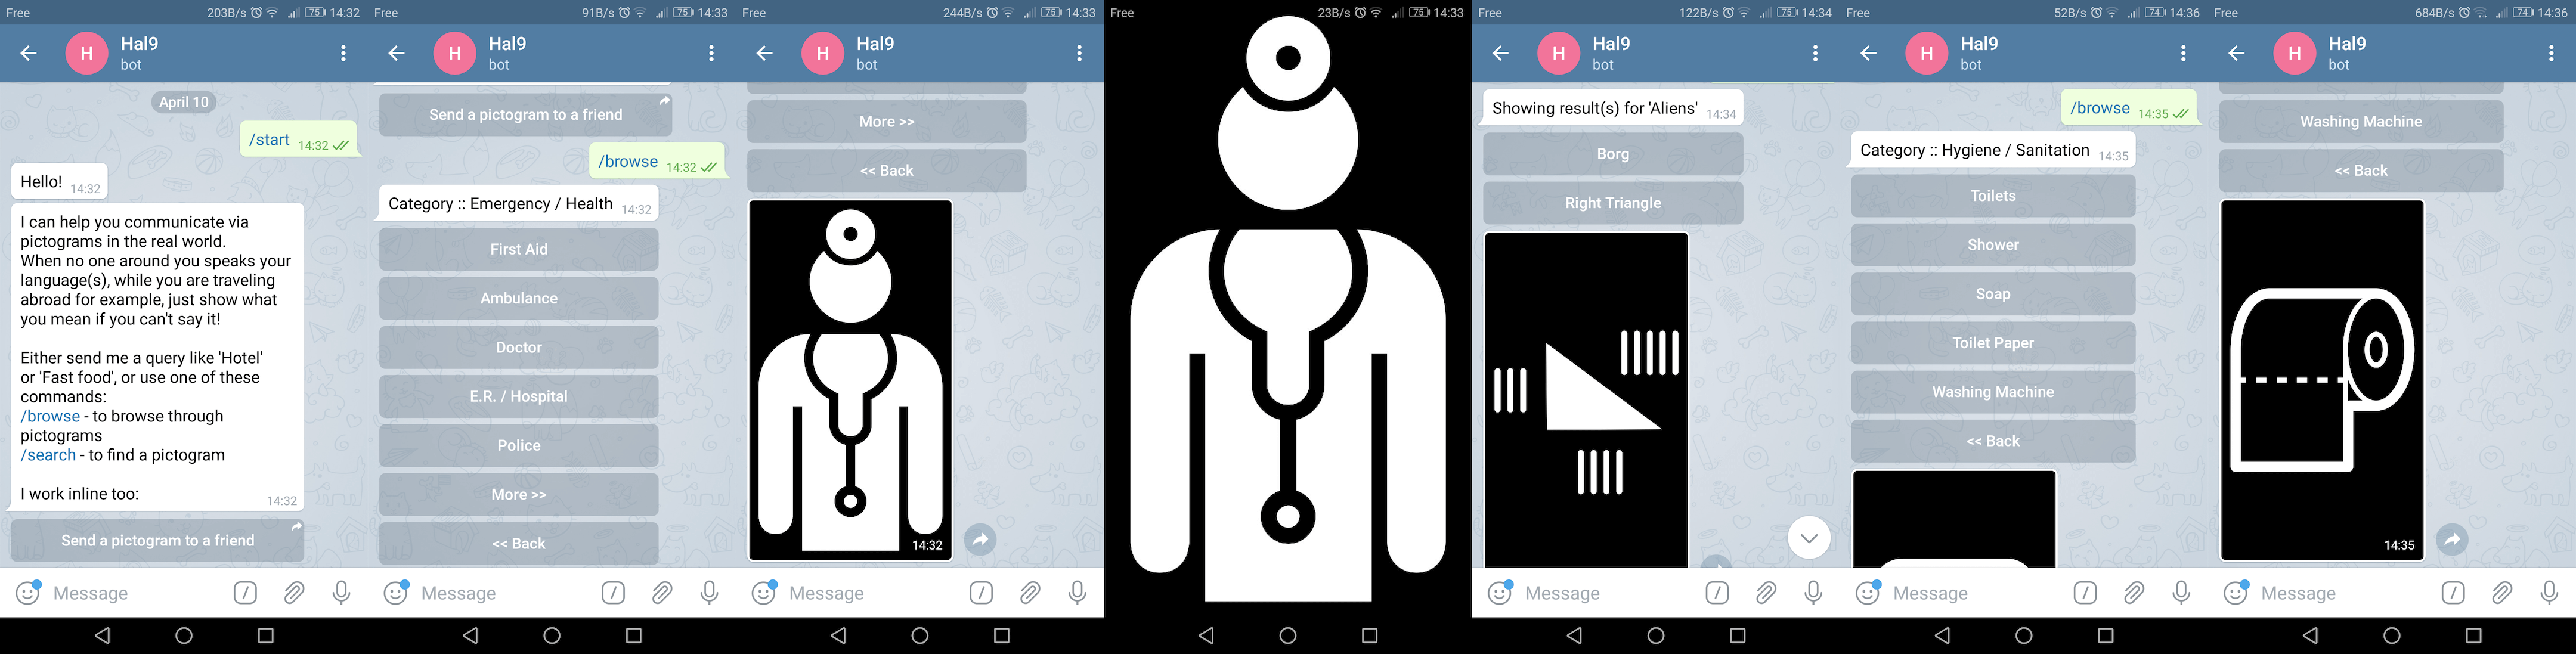 Free 203B/s 75 14:32
H Hal9
bot
April 10
/start 14:32
Hello! 14:32
I can help you communicate via
pictograms in the real world.
When no one around you speaks your
language(s), while you are traveling
abroad for example, just show what
you mean if you can't say it!
Either send me a query like 'Hotel'
or 'Fast food', or use one of these
commands:
/browse - to browse through
pictograms
/search - to find a pictogram
I work inline too: 14:32
Send a pictogram to a friend
Message
Free 91B/s 75 14:33
H Hal9
bot
Send a pictogram to a friend
/browse 14:32
Category :: Emergency / Health 14:32
First Aid
Ambulance
Doctor
E.R. / Hospital
Police
More >>
<< Back
Message
Free 244B/s 75 14:33
H Hal9
bot
More >>
<< Back
14:32
Message
Free 23B/s 75 14:33
Free 122B/s 75 14:34
H Hal9
bot
Showing result(s) for 'Aliens' 14:34
Borg
Right Triangle
Message
Free 52B/s 74 14:36
H Hal9
bot
/browse 14:35
Category :: Hygiene / Sanitation 14:35
Toilets
Shower
Soap
Toilet Paper
Washing Machine
<< Back
Message
Free 684B/s 74 14:36
H Hal9
bot
Washing Machine
<< Back
14:35
Message